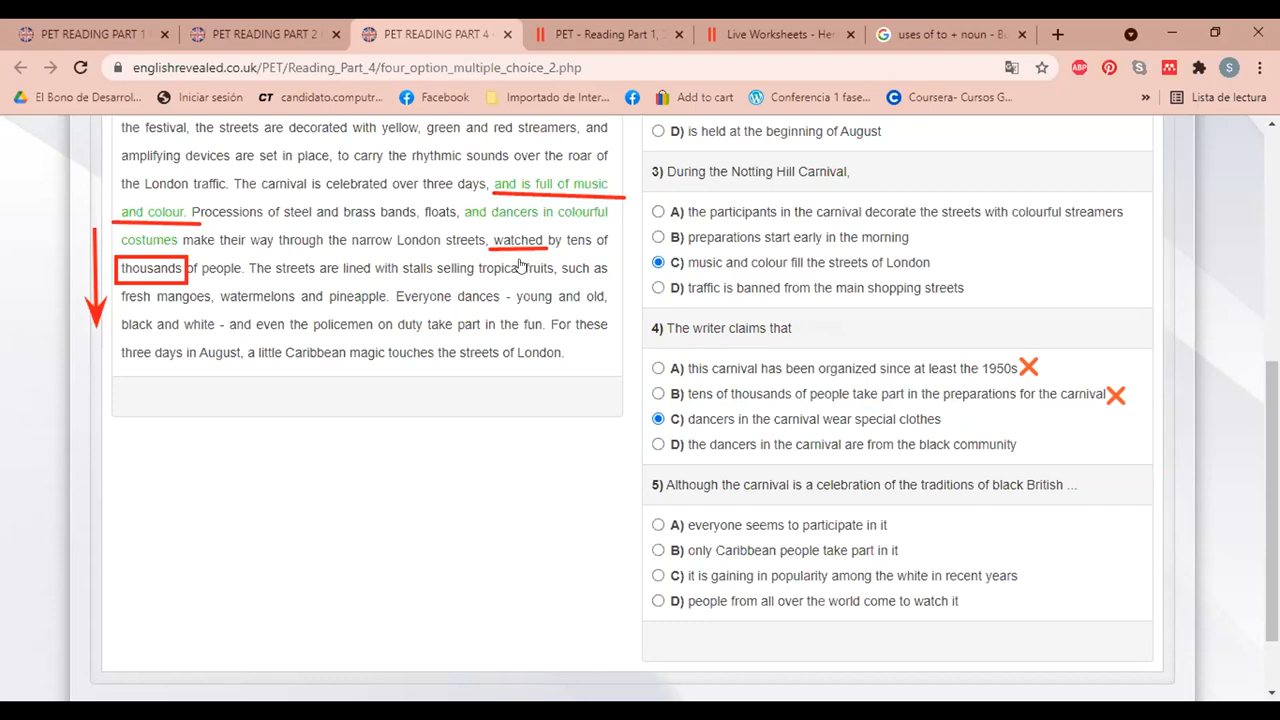 PET READING PART 1
PET READING PART 2
PET READING PART 4
PET - Reading Part 1,
Live Worksheets - Her
uses of to + noun - Bu
englishrevealed.co.uk/PET/Reading_Part_4/four_option_multiple_choice_2.php
ABP
S
El Bono de Desarrol...
Iniciar sesión
CT candidato.computr...
Facebook
Importado de Inter...
Add to cart
Conferencia 1 fase...
Coursera- Cursos G...
»
Lista de lectura
the festival, the streets are decorated with yellow, green and red streamers, and
amplifying devices are set in place, to carry the rhythmic sounds over the roar of
the London traffic. The carnival is celebrated over three days, and is full of music
and colour. Processions of steel and brass bands, floats, and dancers in colourful
costumes make their way through the narrow London streets, watched by tens of
thousands of people. The streets are lined with stalls selling tropical fruits, such as
fresh mangoes, watermelons and pineapple. Everyone dances - young and old,
black and white - and even the policemen on duty take part in the fun. For these
three days in August, a little Caribbean magic touches the streets of London.
D) is held at the beginning of August
3) During the Notting Hill Carnival,
A) the participants in the carnival decorate the streets with colourful streamers
B) preparations start early in the morning
C) music and colour fill the streets of London
D) traffic is banned from the main shopping streets
4) The writer claims that
A) this carnival has been organized since at least the 1950s
B) tens of thousands of people take part in the preparations for the carnival
C) dancers in the carnival wear special clothes
D) the dancers in the carnival are from the black community
5) Although the carnival is a celebration of the traditions of black British ...
A) everyone seems to participate in it
B) only Caribbean people take part in it
C) it is gaining in popularity among the white in recent years
D) people from all over the world come to watch it